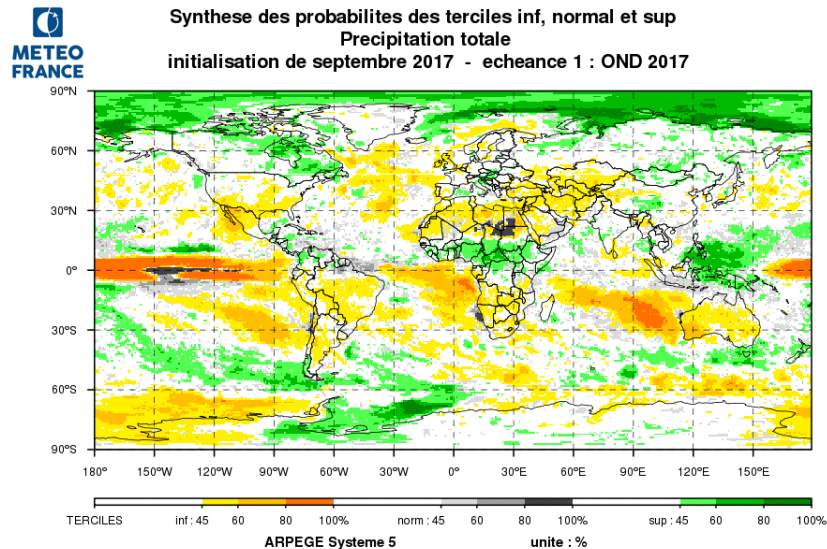 METEO
FRANCE
Synthese des probabilites des terciles inf, normal et sup
Precipitation totale
initialisation de septembre 2017 - echeance 1 : OND 2017
90°N
60°N
30°N
0°
30°S
60°S
90°S
180° 150°W 120°W 90°W 60°W 30°W 0° 30°E 60°E 90°E 120°E 150°E
TERCILES inf : 45 60 80 100% norm : 45 60 80 100% sup : 45 60 80 100%
ARPEGE Systeme 5 unite : %